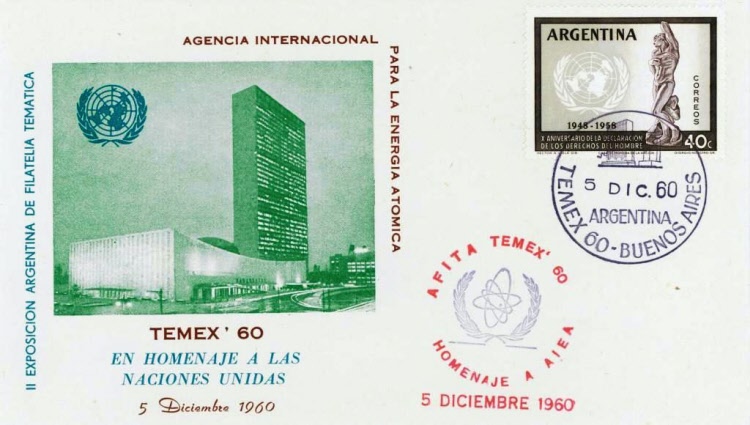 AGENCIA INTERNACIONAL
PARA LA ENERGIA ATOMICA
II EXPOSICION ARGENTINA DE FILATELIA TEMATICA
TEMEX' 60
EN HOMENAJE A LAS
NACIONES UNIDAS
5 Diciembre 1960
ARGENTINA
CORREOS
1948-1958
X ANIVERSARIO DE LA DECLARACION
DE LOS DERECHOS DEL HOMBRE
40c
5 DIC. 60
ARGENTINA
TEMEX 60-BUENOS AIRES
AFITA TEMEX' 60
HOMENAJE A AIEA
5 DICIEMBRE 1960